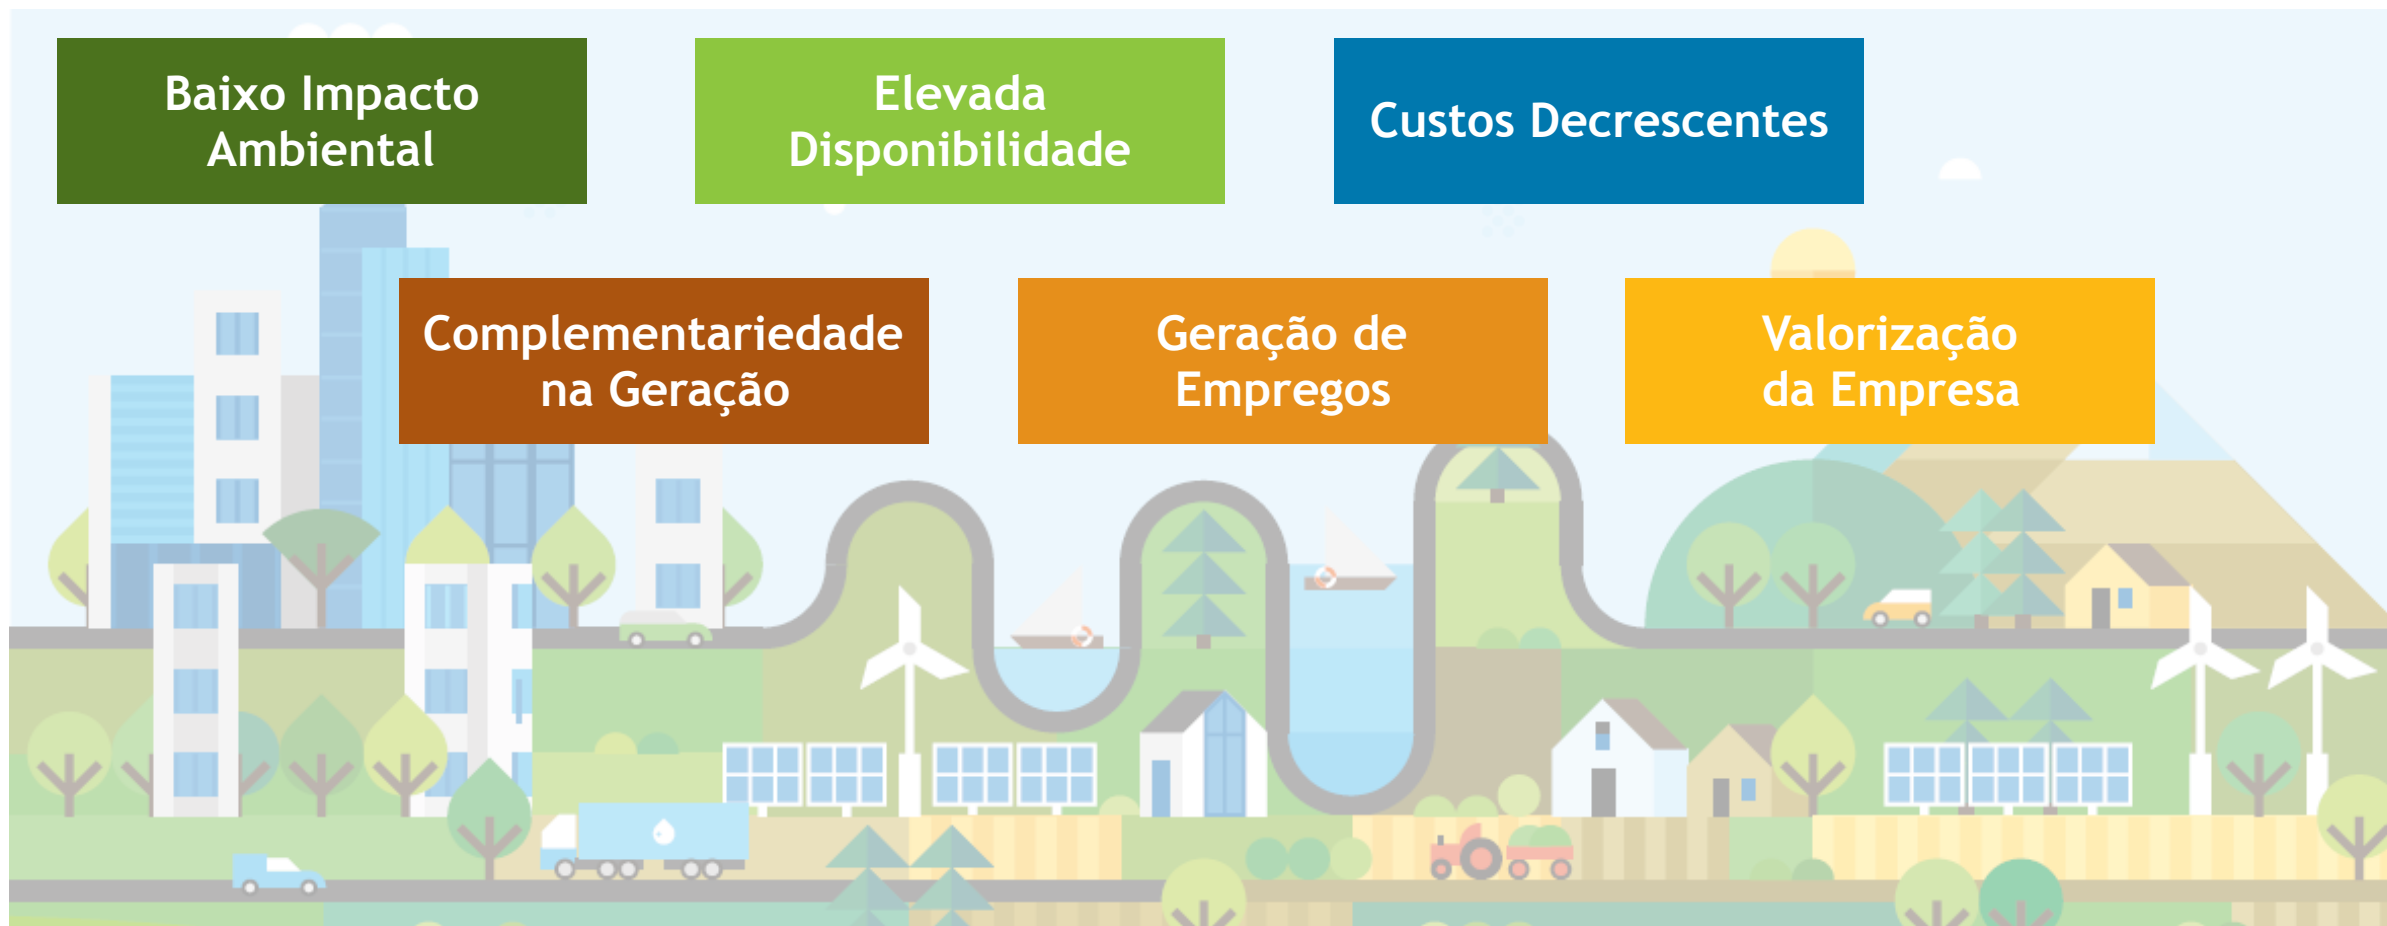 Baixo Impacto
Ambiental
Elevada
Disponibilidade
Custos Decrescentes
Complementariedade
na Geração
Geração de
Empregos
Valorização
da Empresa